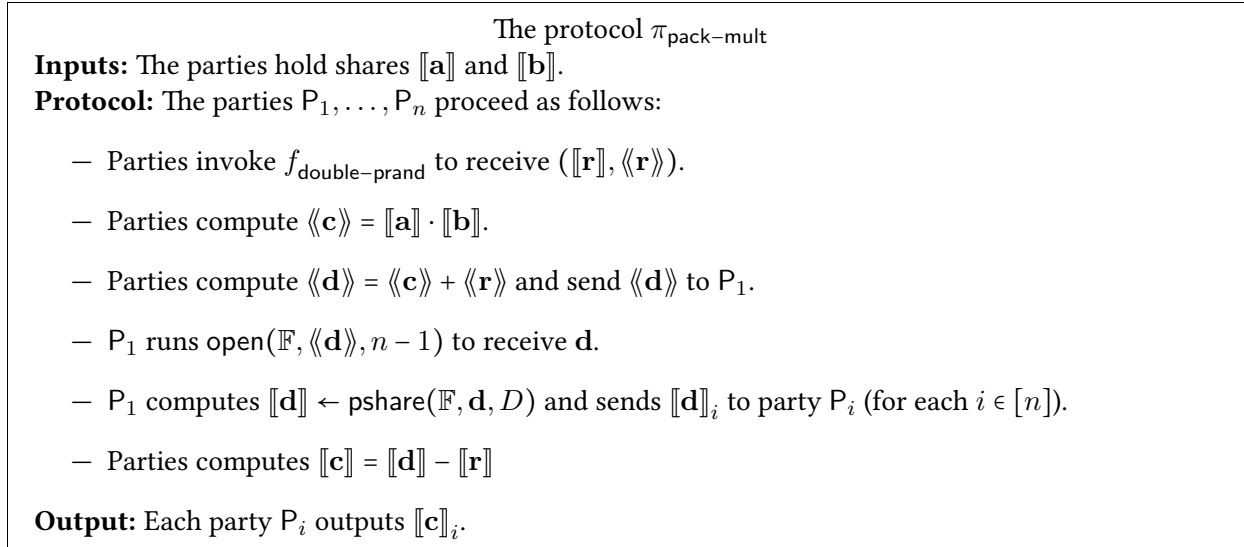 The protocol π_pack−mult
Inputs: The parties hold shares ⟦a⟧ and ⟦b⟧.
Protocol: The parties P_1, . . . , P_n proceed as follows:
– Parties invoke f_double−prand to receive (⟦r⟧, ⟪r⟫).
– Parties compute ⟪c⟫ = ⟦a⟧ · ⟦b⟧.
– Parties compute ⟪d⟫ = ⟪c⟫ + ⟪r⟫ and send ⟪d⟫ to P_1.
– P_1 runs open(𝔽, ⟪d⟫, n − 1) to receive d.
– P_1 computes ⟦d⟧ ← pshare(𝔽, d, D) and sends ⟦d⟧_i to party P_i (for each i ∈ [n]).
– Parties computes ⟦c⟧ = ⟦d⟧ − ⟦r⟧
Output: Each party P_i outputs ⟦c⟧_i.